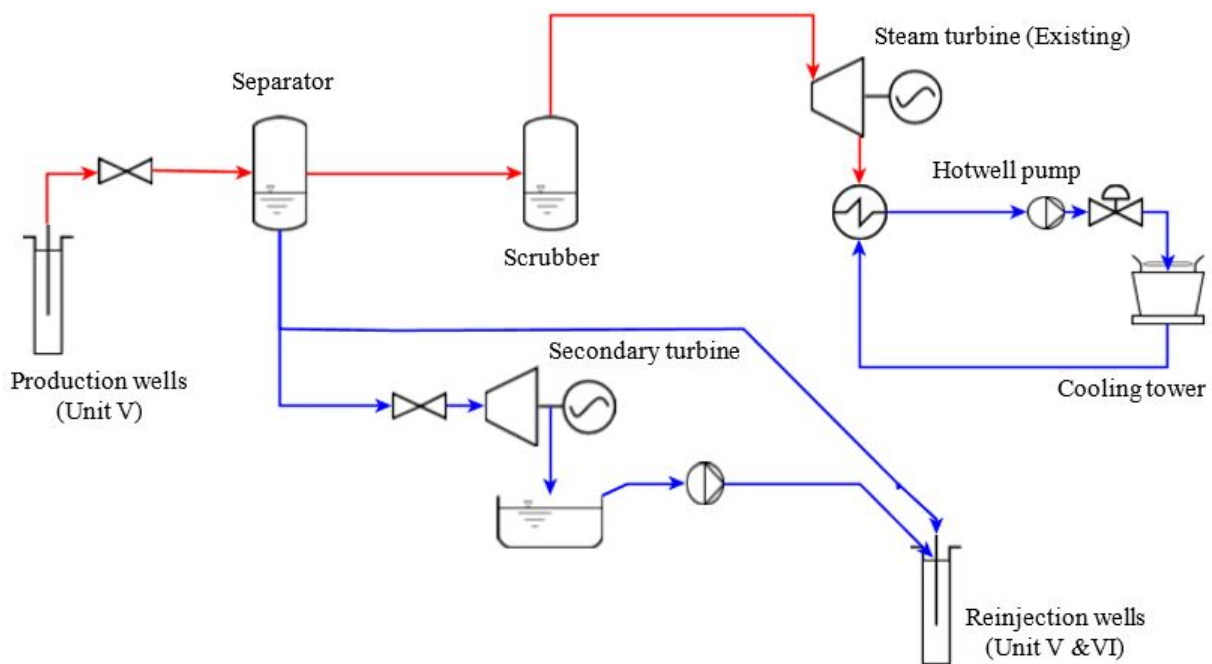 Steam turbine (Existing)
Separator
Hotwell pump
Scrubber
Production wells
(Unit V)
Secondary turbine
Cooling tower
Reinjection wells
(Unit V &VI)